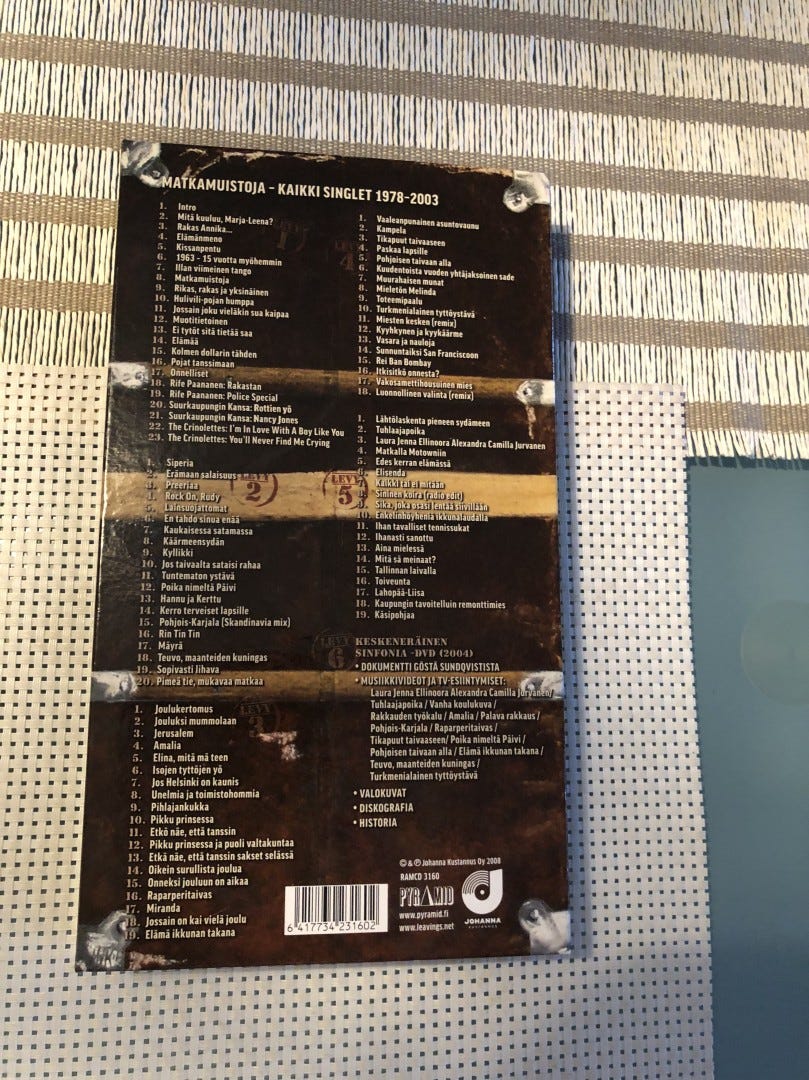 MATKAMUISTOJA - KAIKKI SINGLET 1978-2003
1. Intro
2. Mitä kuuluu, Marja-Leena?
3. Rakas Annika...
4. Elämänmeno
5. Kissanpentu
6. 1963 - 15 vuotta myöhemmin
7. Illan viimeinen tango
8. Matkamuistoja
9. Rikas, rakas ja yksinäinen
10. Hulivili-pojan humppa
11. Jossain joku vieläkin sua kaipaa
12. Muotitietoinen
13. Ei tytöt sitä tietää saa
14. Elämää
15. Kolmen dollarin tähden
16. Pojat tanssimaan
17. Onnelliset
18. Rife Paananen: Rakastan
19. Rife Paananen: Police Special
20. Suurkaupungin Kansa: Rottien yö
21. Suurkaupungin Kansa: Nancy Jones
22. The Crinolettes: I'm In Love With A Boy Like You
23. The Crinolettes: You'll Never Find Me Crying
LEVY 2
1. Siperia
2. Erämaan salaisuus
3. Preeriaa
4. Rock On, Rudy
5. Lainsuojattomat
6. En tahdo sinua enää
7. Kaukaisessa satamassa
8. Käärmeensydän
9. Kyllikki
10. Jos taivaalta sataisi rahaa
11. Tuntematon ystävä
12. Poika nimeltä Päivi
13. Hannu ja Kerttu
14. Kerro terveiset lapsille
15. Pohjois-Karjala (Skandinavia mix)
16. Rin Tin Tin
17. Mäyrä
18. Teuvo, maanteiden kuningas
19. Sopivasti lihava
20. Pimeä tie, mukavaa matkaa
1. Joulukertomus
2. Jouluksi mummolaan
3. Jerusalem
4. Amalia
5. Elina, mitä mä teen
6. Isojen tyttöjen yö
7. Jos Helsinki on kaunis
8. Unelmia ja toimistohommia
9. Pihlajankukka
10. Pikku prinsessa
11. Etkö näe, että tanssin
12. Pikku prinsessa ja puoli valtakuntaa
13. Etkö näe, että tanssin sakset selässä
14. Oikein surullista joulua
15. Onneksi jouluun on aikaa
16. Raparperitaivas
17. Miranda
18. Jossain on kai vielä joulu
19. Elämä ikkunan takana
1. Vaaleanpunainen asuntovaunu
2. Kampela
3. Tikapuut taivaaseen
4. Paskaa lapsille
5. Pohjoisen taivaan alla
6. Kuudentoista vuoden yhtäjaksoinen sade
7. Muurahaisen munat
8. Mieletön Melinda
9. Toteemipaalu
10. Turkmenialainen tyttöystävä
11. Miesten kesken (remix)
12. Kyyhkynen ja kyykäärme
13. Vasara ja nauloja
14. Sunnuntaiksi San Franciscoon
15. Rei Ban Bombay
16. Itkisitkö onnesta?
17. Vakosamettihousuinen mies
18. Luonnollinen valinta (remix)
LEVY 5
1. Lähtölaskenta pieneen sydämeen
2. Tuhlaajapoika
3. Laura Jenna Ellinoora Alexandra Camilla Jurvanen
4. Matkalla Motowniin
5. Edes kerran elämässä
6. Elisenda
7. Kaikki tai ei mitään
8. Sininen koira (radio edit)
9. Sika, joka osasi lentää siivillään
10. Enkelinhöyheniä ikkunalaudalla
11. Ihan tavalliset tennissukat
12. Ihanasti sanottu
13. Aina mielessä
14. Mitä sä meinaat?
15. Tallinnan laivalla
16. Toiveunta
17. Lahopää-Liisa
18. Kaupungin tavoitelluin remonttimies
19. Käsipohjaa
LEVY 6
KESKENERÄINEN
SINFONIA -DVD (2004)
• DOKUMENTTI GÖSTÄ SUNDQVISTISTA
• MUSIIKKIVIDEOT JA TV-ESIINTYMISET:
Laura Jenna Ellinoora Alexandra Camilla Jurvanen/
Tuhlaajapoika / Vanha koulukuva /
Rakkauden työkalu / Amalia / Palava rakkaus /
Pohjois-Karjala / Raparperitaivas /
Tikapuut taivaaseen/ Poika nimeltä Päivi /
Pohjoisen taivaan alla / Elämä ikkunan takana /
Teuvo, maanteiden kuningas /
Turkmenialainen tyttöystävä
• VALOKUVAT
• DISKOGRAFIA
• HISTORIA
© & ℗ Johanna Kustannus Oy 2008
RAMCD 3160
PYRAMID
www.pyramid.fi
www.leavings.net
JOHANNA
KUSTANNUS
6 417734 231602